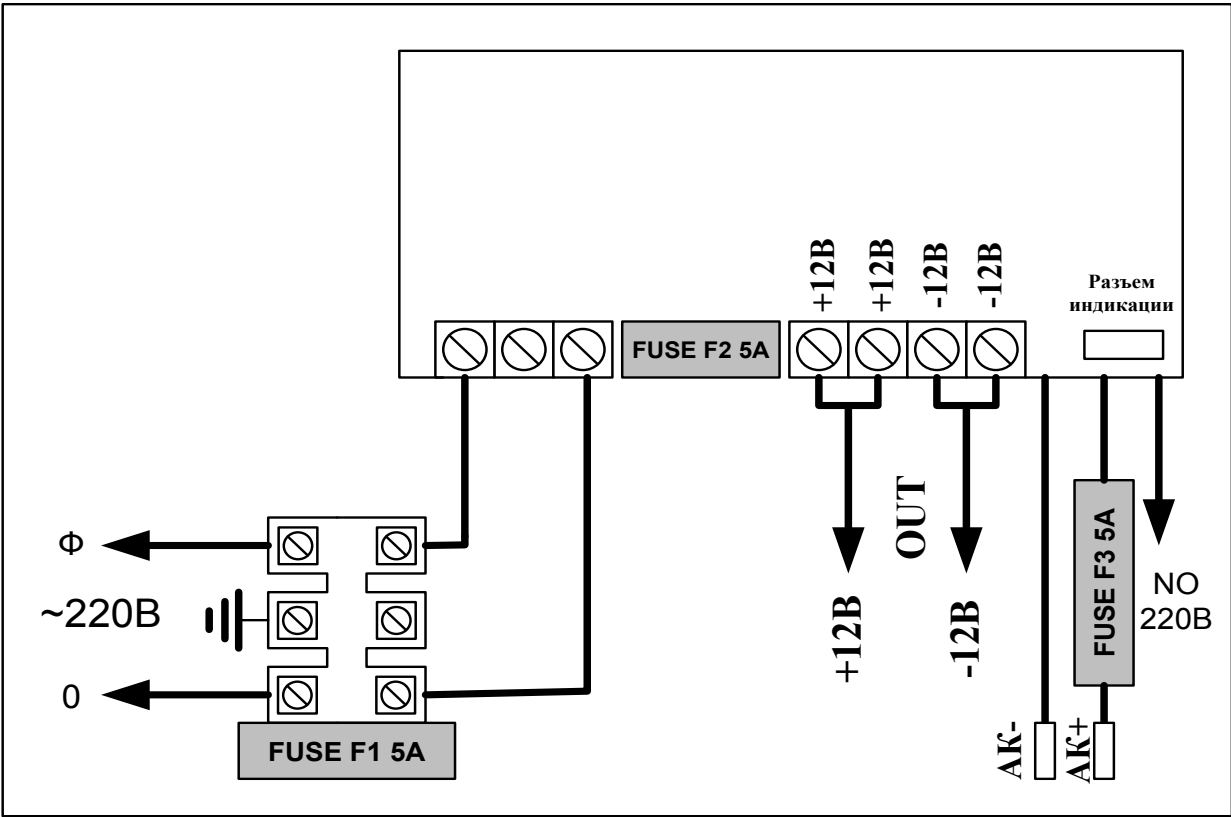 +12В
+12В
-12В
-12В
Разъем
индикации
FUSE F2 5A
Ф
~220В
0
FUSE F1 5A
+12В
OUT
-12В
АК-
АК+
FUSE F3 5A
NO
220В